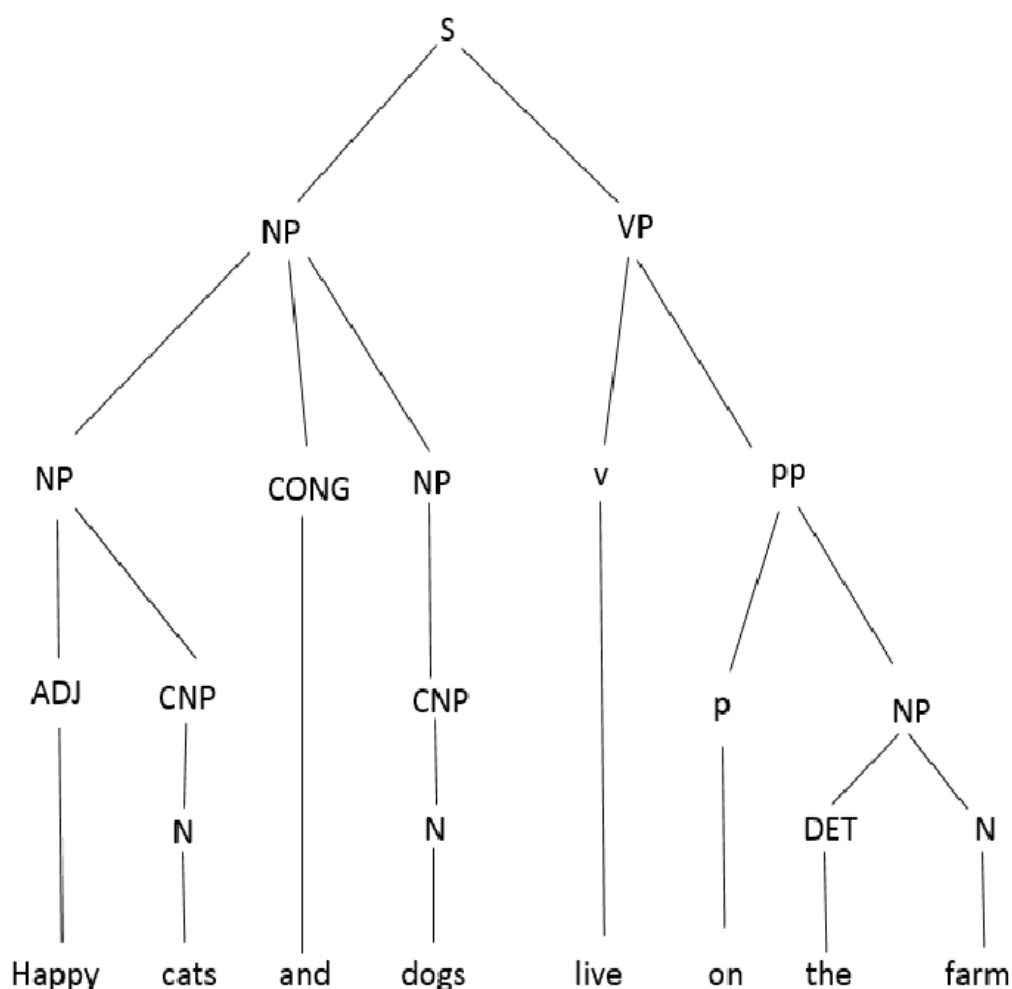 S
NP VP
NP CONG NP v pp
ADJ CNP CNP p NP
N N DET N
Happy cats and dogs live on the farm